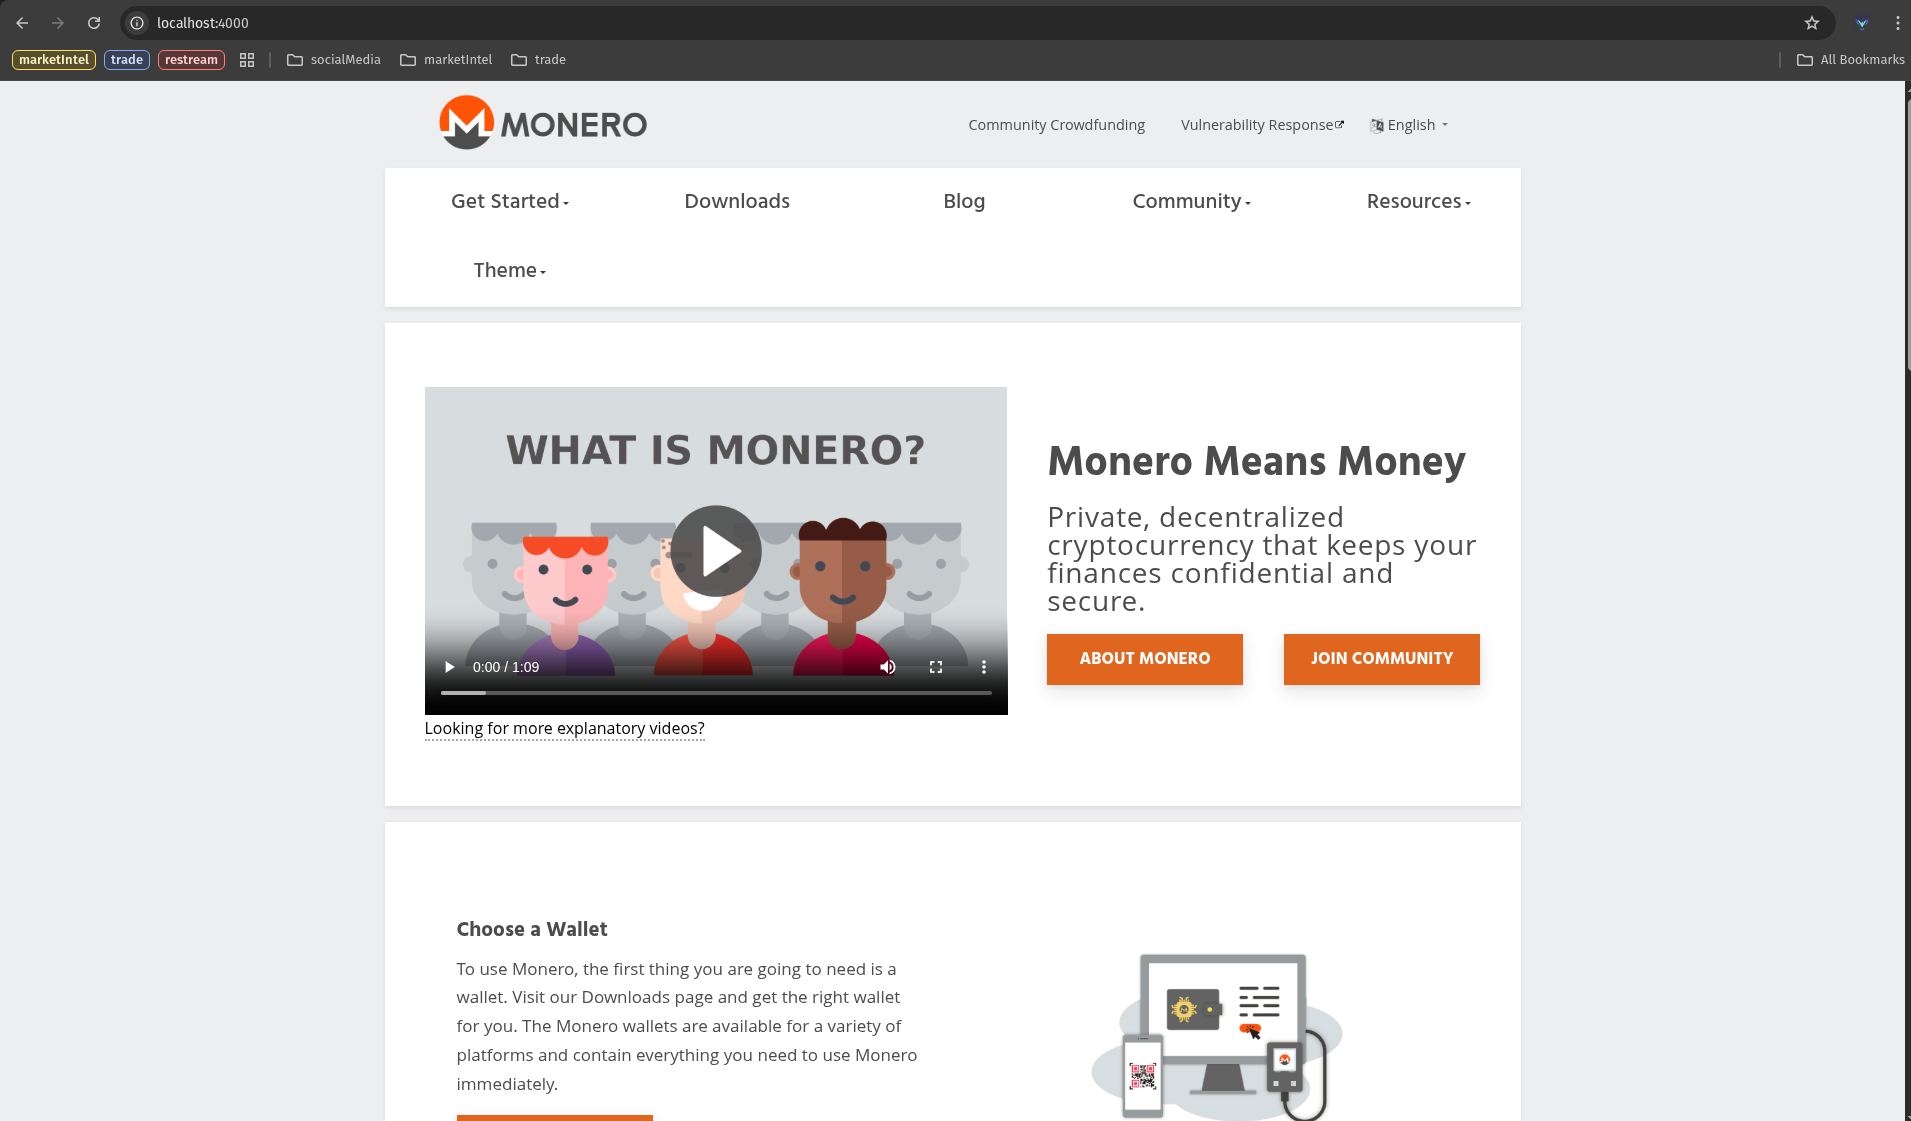 localhost:4000
marketIntel trade restream socialMedia marketIntel trade All Bookmarks
MONERO Community Crowdfunding Vulnerability Response English
Get Started Downloads Blog Community Resources
Theme
WHAT IS MONERO?
0:00 / 1:09
Looking for more explanatory videos?
Monero Means Money
Private, decentralized
cryptocurrency that keeps your
finances confidential and
secure.
ABOUT MONERO JOIN COMMUNITY
Choose a Wallet
To use Monero, the first thing you are going to need is a
wallet. Visit our Downloads page and get the right wallet
for you. The Monero wallets are available for a variety of
platforms and contain everything you need to use Monero
immediately.